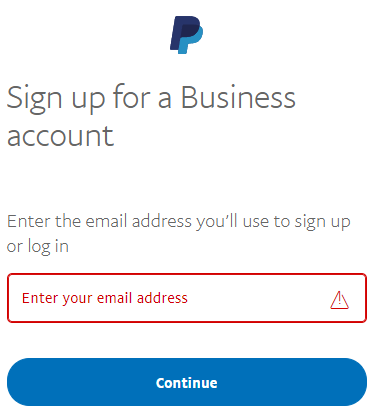 Sign up for a Business
account
Enter the email address you'll use to sign up
or log in
Enter your email address
Continue